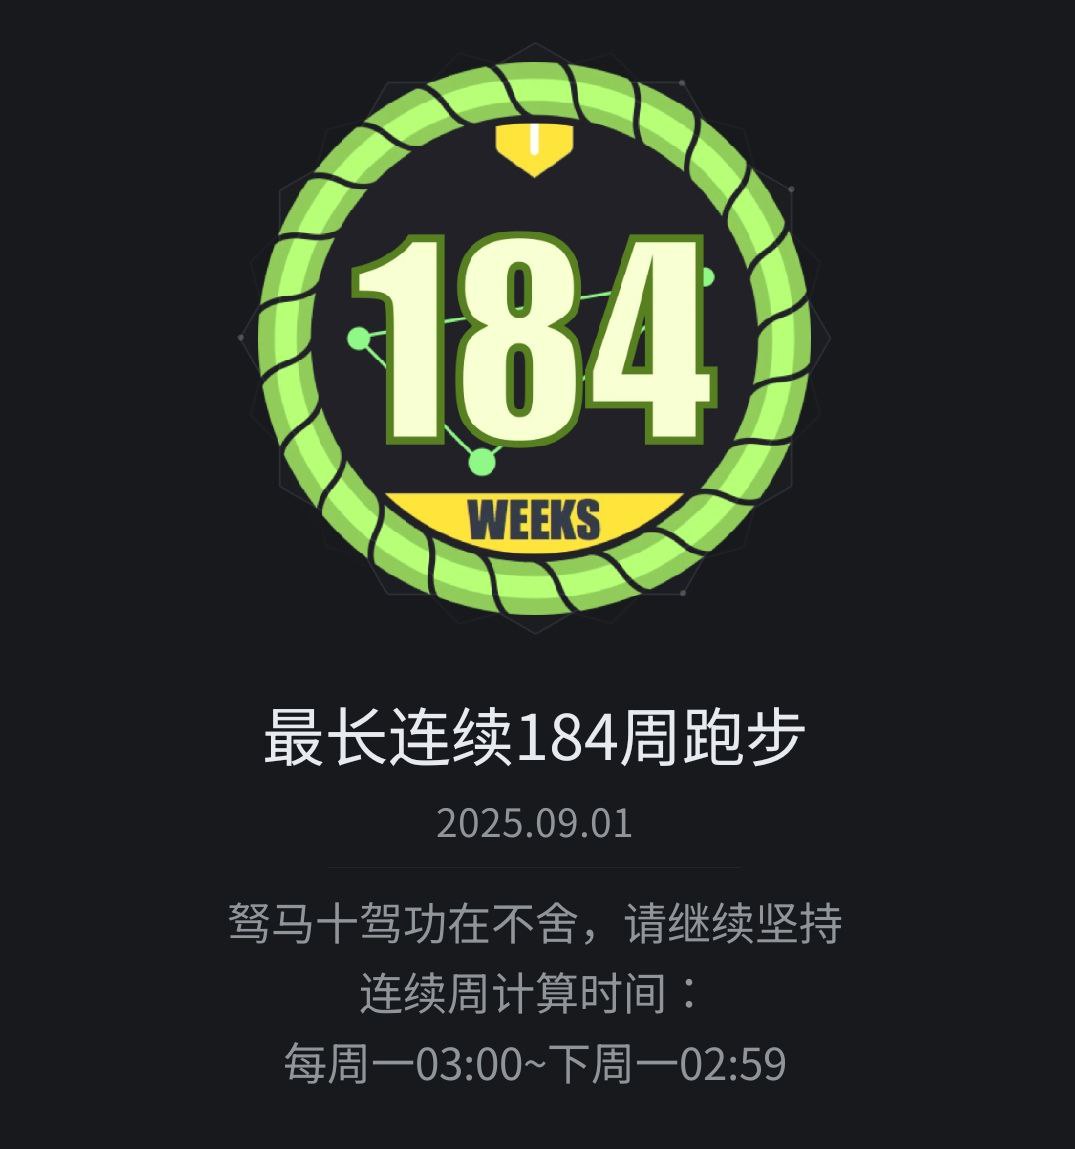 184
WEEKS
最长连续184周跑步
2025.09.01
驽马十驾功在不舍，请继续坚持
连续周计算时间：
每周一03:00~下周一02:59